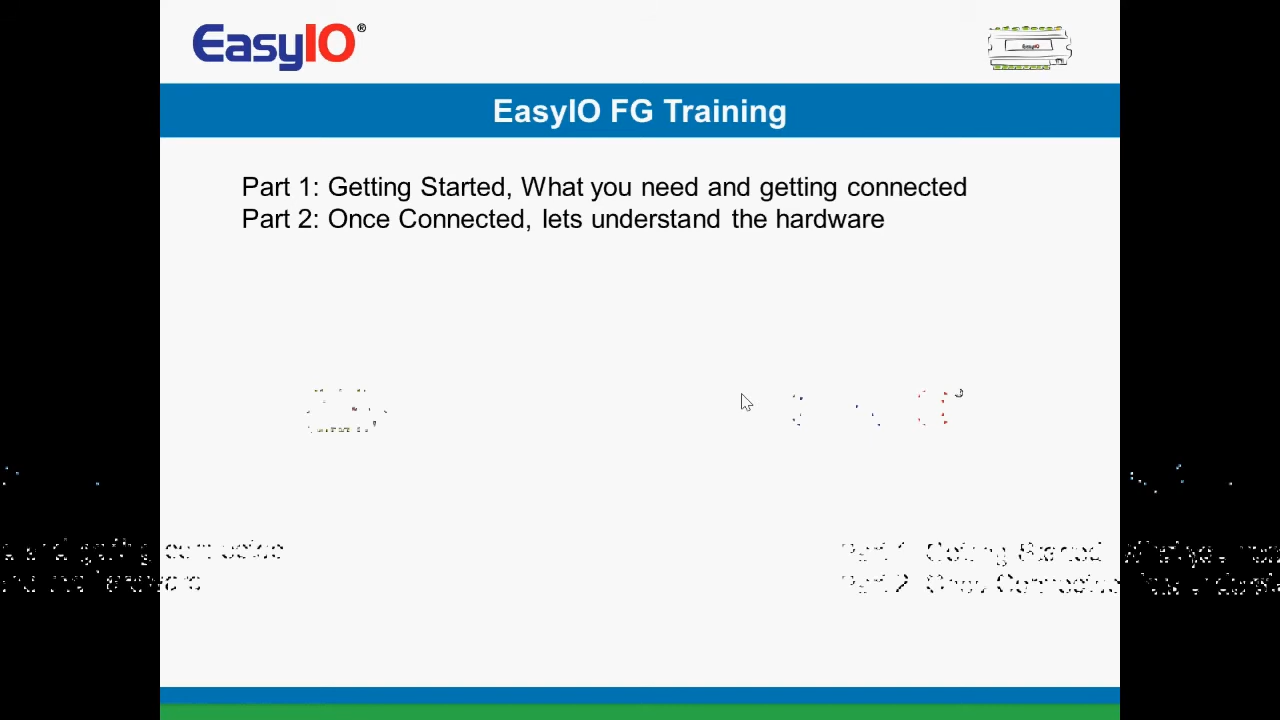 EasyIO®
EasyIO
EasyIO FG Training
Part 1: Getting Started, What you need and getting connected
Part 2: Once Connected, lets understand the hardware